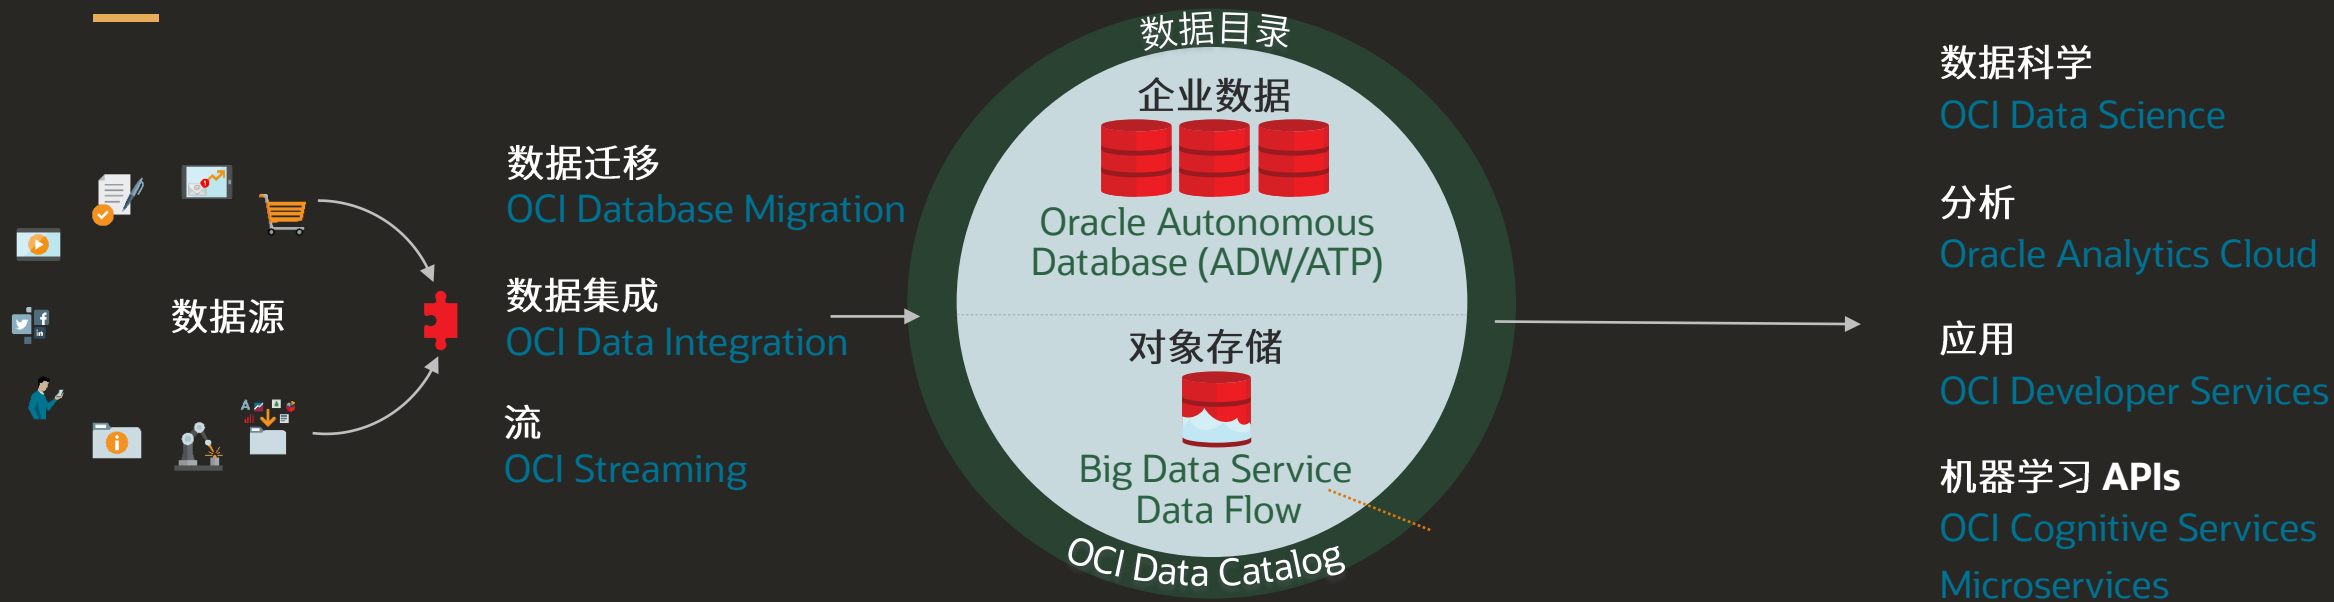 数据源
数据迁移
OCI Database Migration
数据集成
OCI Data Integration
流
OCI Streaming
数据目录
企业数据
Oracle Autonomous
Database (ADW/ATP)
对象存储
Big Data Service
Data Flow
OCI Data Catalog
数据科学
OCI Data Science
分析
Oracle Analytics Cloud
应用
OCI Developer Services
机器学习 APIs
OCI Cognitive Services
Microservices